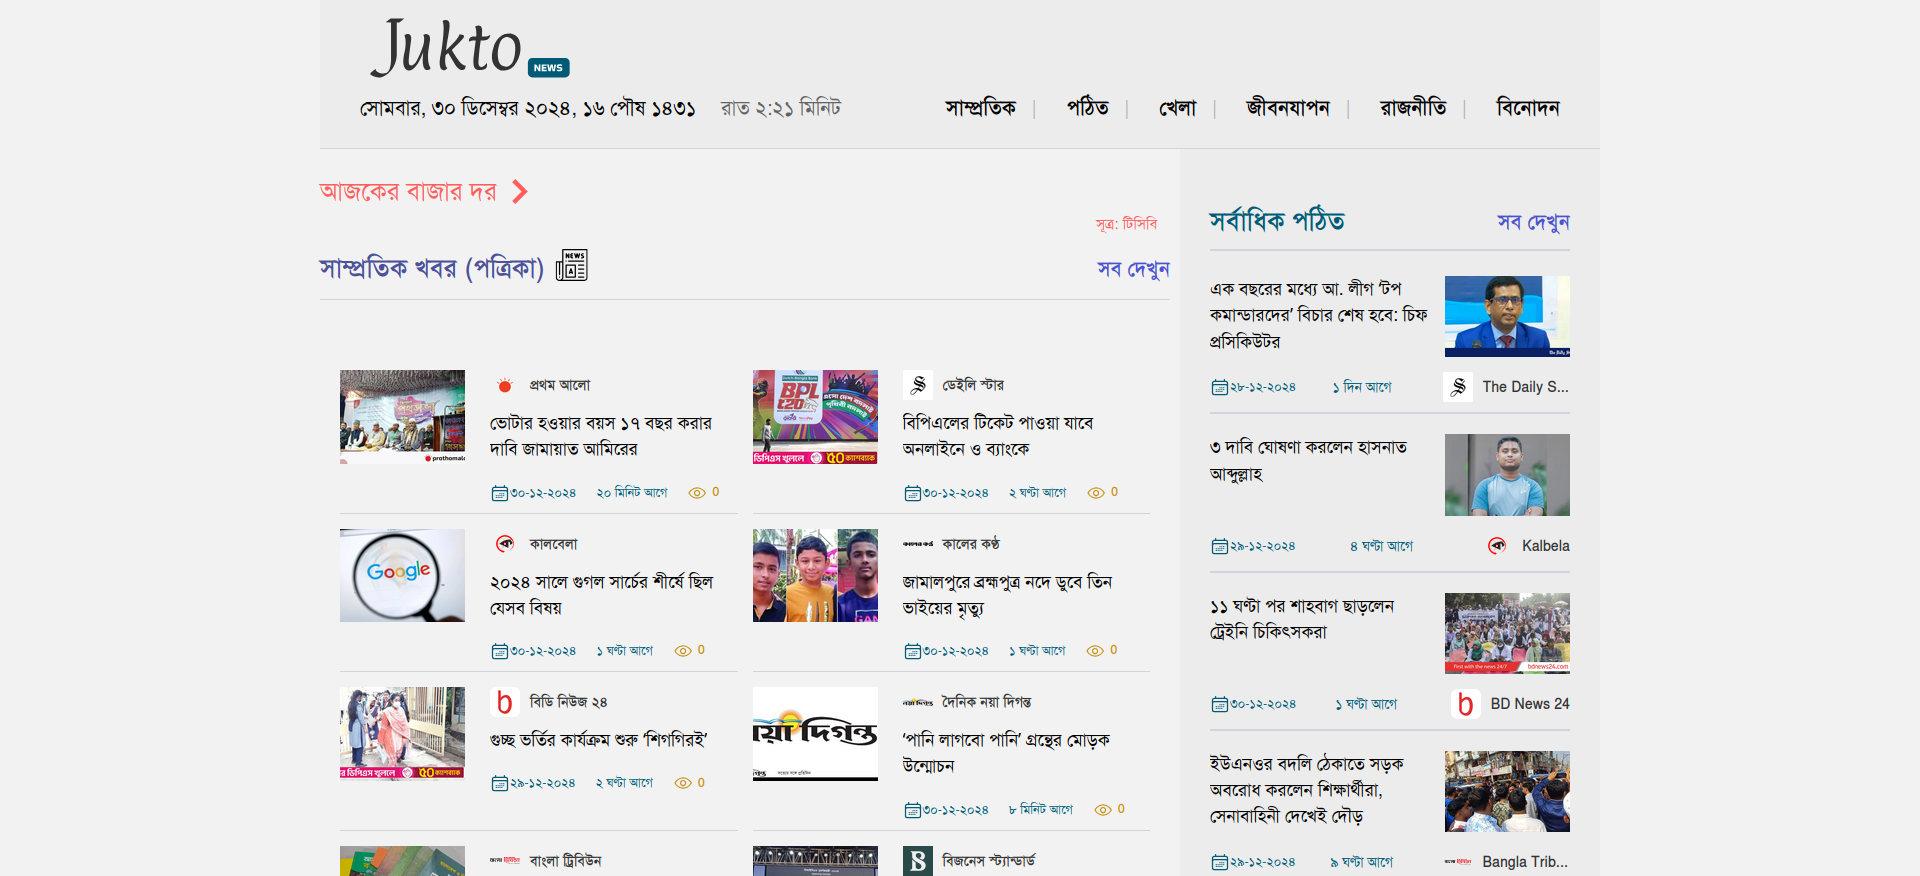 Jukto NEWS
সোমবার, ৩০ ডিসেম্বর ২০২৪, ১৬ পৌষ ১৪৩১ রাত ২:২১ মিনিট
সাম্প্রতিক | পঠিত | খেলা | জীবনযাপন | রাজনীতি | বিনোদন
আজকের বাজার দর
সূত্র: টিসিবি
সাম্প্রতিক খবর (পত্রিকা)
সব দেখুন
প্রথম আলো
ভোটার হওয়ার বয়স ১৭ বছর করার
দাবি জামায়াত আমিরের
৩০-১২-২০২৪ ২০ মিনিট আগে 0
ডেইলি স্টার
বিপিএলের টিকেট পাওয়া যাবে
অনলাইনে ও ব্যাংকে
৩০-১২-২০২৪ ২ ঘণ্টা আগে 0
Google
কালবেলা
২০২৪ সালে গুগল সার্চের শীর্ষে ছিল
যেসব বিষয়
৩০-১২-২০২৪ ১ ঘণ্টা আগে 0
কালের কণ্ঠ
জামালপুরে ব্রহ্মপুত্র নদে ডুবে তিন
ভাইয়ের মৃত্যু
৩০-১২-২০২৪ ১ ঘণ্টা আগে 0
বিডি নিউজ ২৪
গুচ্ছ ভর্তির কার্যক্রম শুরু ‘শিগগিরই’
২৯-১২-২০২৪ ২ ঘণ্টা আগে 0
দৈনিক নয়া দিগন্ত
‘পানি লাগবো পানি’ গ্রন্থের মোড়ক
উন্মোচন
৩০-১২-২০২৪ ৮ মিনিট আগে 0
বাংলা ট্রিবিউন
বিজনেস স্ট্যান্ডার্ড
সর্বাধিক পঠিত
সব দেখুন
এক বছরের মধ্যে আ. লীগ ‘টপ
কমান্ডারদের’ বিচার শেষ হবে: চিফ
প্রসিকিউটর
২৮-১২-২০২৪ ১ দিন আগে The Daily S...
৩ দাবি ঘোষণা করলেন হাসনাত
আব্দুল্লাহ
২৯-১২-২০২৪ ৪ ঘণ্টা আগে Kalbela
১১ ঘণ্টা পর শাহবাগ ছাড়লেন
ট্রেইনি চিকিৎসকরা
৩০-১২-২০২৪ ১ ঘণ্টা আগে BD News 24
ইউএনওর বদলি ঠেকাতে সড়ক
অবরোধ করলেন শিক্ষার্থীরা,
সেনাবাহিনী দেখেই দৌড়
২৯-১২-২০২৪ ৯ ঘণ্টা আগে Bangla Trib...